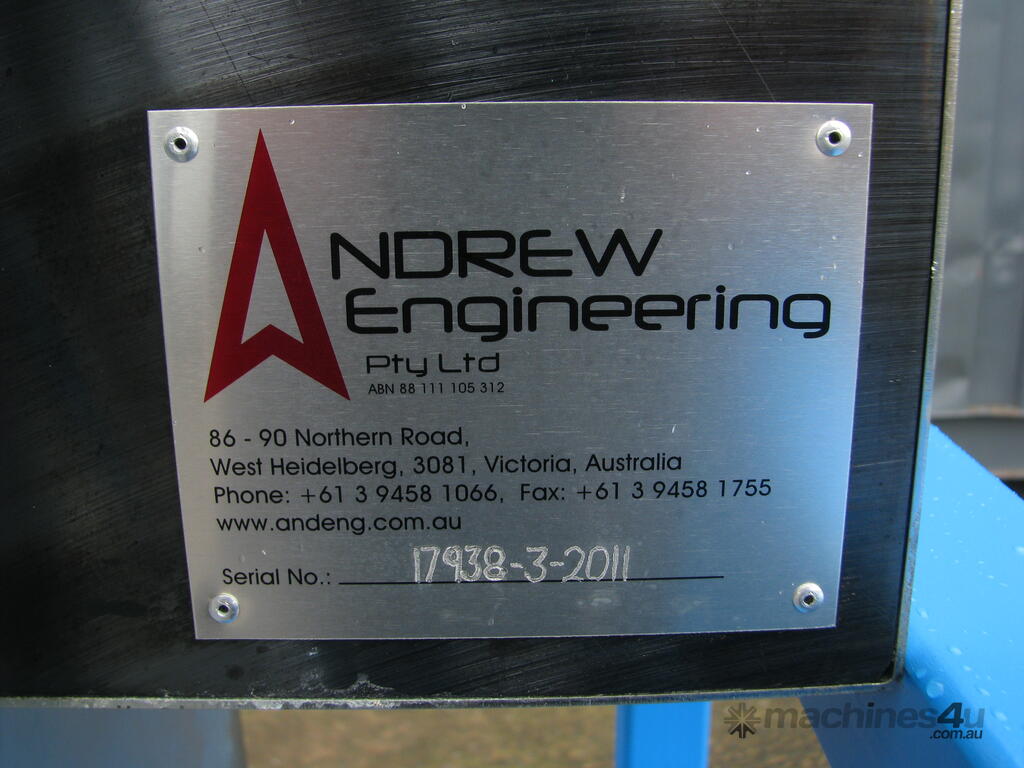 ANDREW
Engineering
Pty Ltd
ABN 88 111 105 312
86 - 90 Northern Road,
West Heidelberg, 3081, Victoria, Australia
Phone: +61 3 9458 1066, Fax: +61 3 9458 1755
www.andeng.com.au
Serial No.: 17938-3-2011
machines4u
.com.au